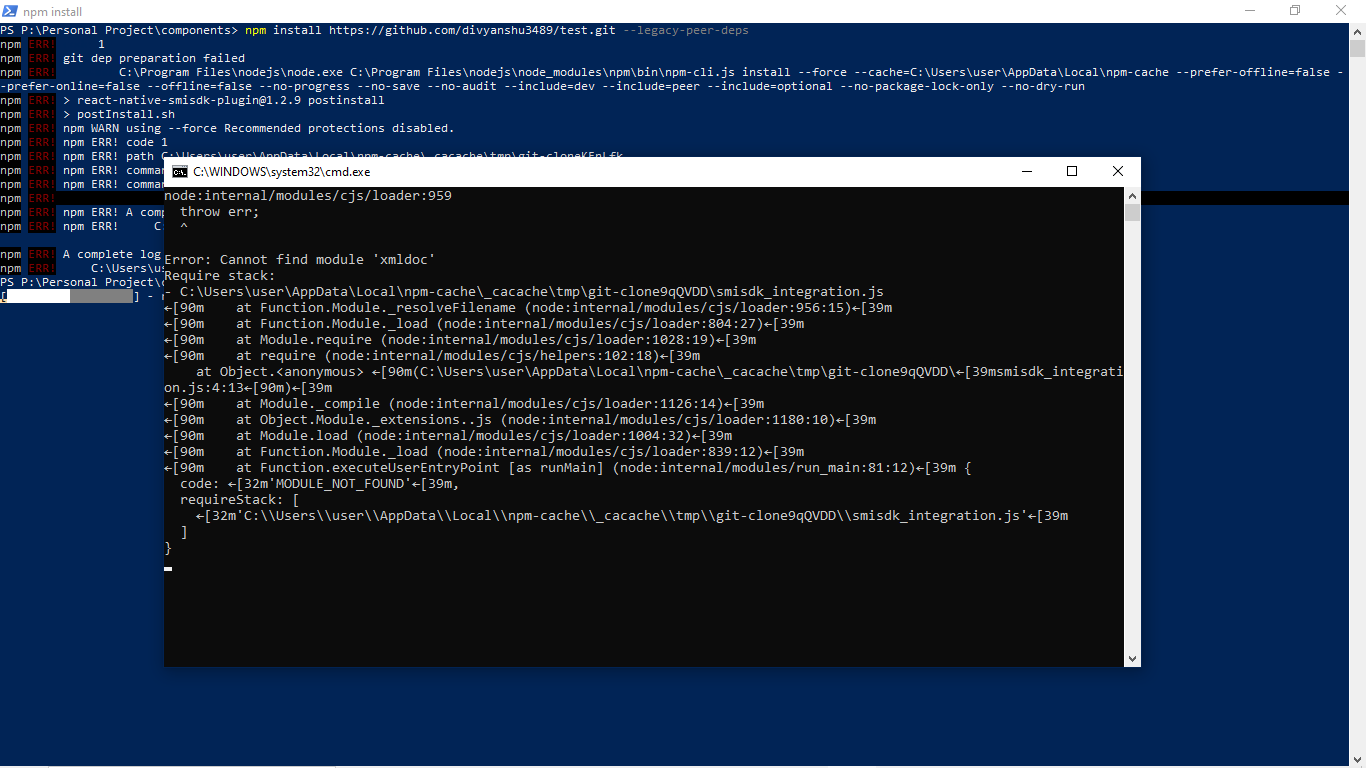 npm install
PS P:\Personal Project\components> npm install https://github.com/divyanshu3489/test.git --legacy-peer-deps
npm ERR! 1
npm ERR! git dep preparation failed
npm ERR! C:\Program Files\nodejs\node.exe C:\Program Files\nodejs\node_modules\npm\bin\npm-cli.js install --force --cache=C:\Users\user\AppData\Local\npm-cache --prefer-offline=false -
-prefer-online=false --offline=false --no-progress --no-save --no-audit --include=dev --include=peer --include=optional --no-package-lock-only --no-dry-run
npm ERR! > react-native-smisdk-plugin@1.2.9 postinstall
npm ERR! > postInstall.sh
npm ERR! npm WARN using --force Recommended protections disabled.
npm ERR! npm ERR! code 1
npm ERR! npm ERR! path C:\Users\user\AppData\Local\npm-cache\_cacache\tmp\git-cloneKEnLfk
npm ERR! npm ERR! comman
npm ERR! npm ERR! comman
npm ERR!
npm ERR! npm ERR! A comp
npm ERR! npm ERR! C:
npm ERR! A complete log
npm ERR! C:\Users\us
PS P:\Personal Project\c
[ ] -
C:\WINDOWS\system32\cmd.exe
node:internal/modules/cjs/loader:959
throw err;
^
Error: Cannot find module 'xmldoc'
Require stack:
- C:\Users\user\AppData\Local\npm-cache\_cacache\tmp\git-clone9qQVDD\smisdk_integration.js
←[90m at Function.Module._resolveFilename (node:internal/modules/cjs/loader:956:15)←[39m
←[90m at Function.Module._load (node:internal/modules/cjs/loader:804:27)←[39m
←[90m at Module.require (node:internal/modules/cjs/loader:1028:19)←[39m
←[90m at require (node:internal/modules/cjs/helpers:102:18)←[39m
at Object.<anonymous> ←[90m(C:\Users\user\AppData\Local\npm-cache\_cacache\tmp\git-clone9qQVDD\←[39msmisdk_integrati
on.js:4:13←[90m)←[39m
←[90m at Module._compile (node:internal/modules/cjs/loader:1126:14)←[39m
←[90m at Object.Module._extensions..js (node:internal/modules/cjs/loader:1180:10)←[39m
←[90m at Module.load (node:internal/modules/cjs/loader:1004:32)←[39m
←[90m at Function.Module._load (node:internal/modules/cjs/loader:839:12)←[39m
←[90m at Function.executeUserEntryPoint [as runMain] (node:internal/modules/run_main:81:12)←[39m {
code: ←[32m'MODULE_NOT_FOUND'←[39m,
requireStack: [
←[32m'C:\\Users\\user\\AppData\\Local\\npm-cache\\_cacache\\tmp\\git-clone9qQVDD\\smisdk_integration.js'←[39m
]
}